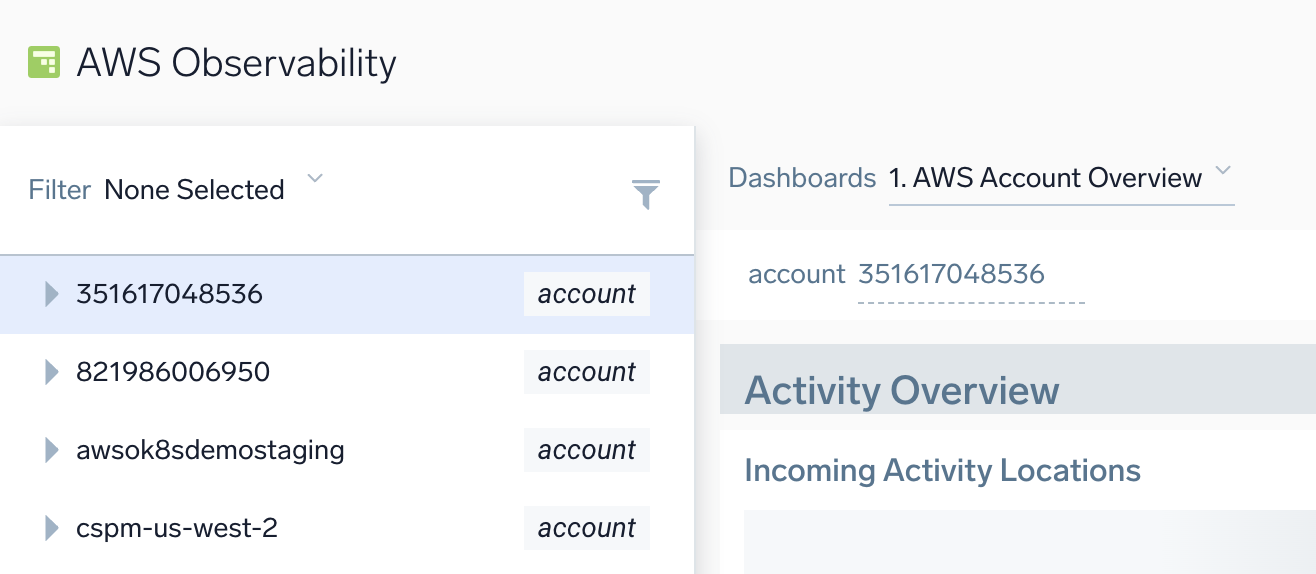 AWS Observability
Filter None Selected
351617048536 account
821986006950 account
awsok8sdemostaging account
cspm-us-west-2 account
Dashboards 1. AWS Account Overview
account 351617048536
Activity Overview
Incoming Activity Locations